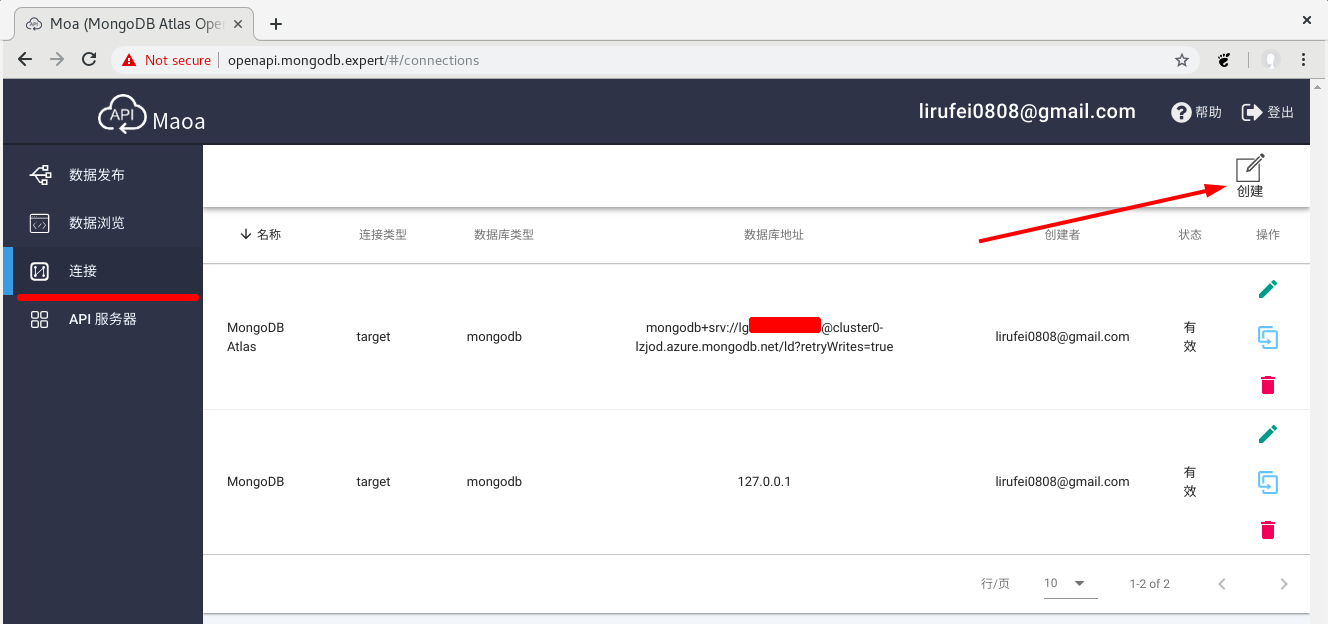 Moa (MongoDB Atlas Ope
Not secure openapi.mongodb.expert/#/connections
API Maoa lirufei0808@gmail.com 帮助 登出
数据发布
数据浏览
连接
API 服务器
创建
名称 连接类型 数据库类型 数据库地址 创建者 状态 操作
MongoDB
Atlas
target
mongodb
mongodb+srv://lg
@cluster0-
lzjod.azure.mongodb.net/ld?retryWrites=true
lirufei0808@gmail.com
有
效
MongoDB target mongodb 127.0.0.1 lirufei0808@gmail.com
有
效
行/页 10 1-2 of 2